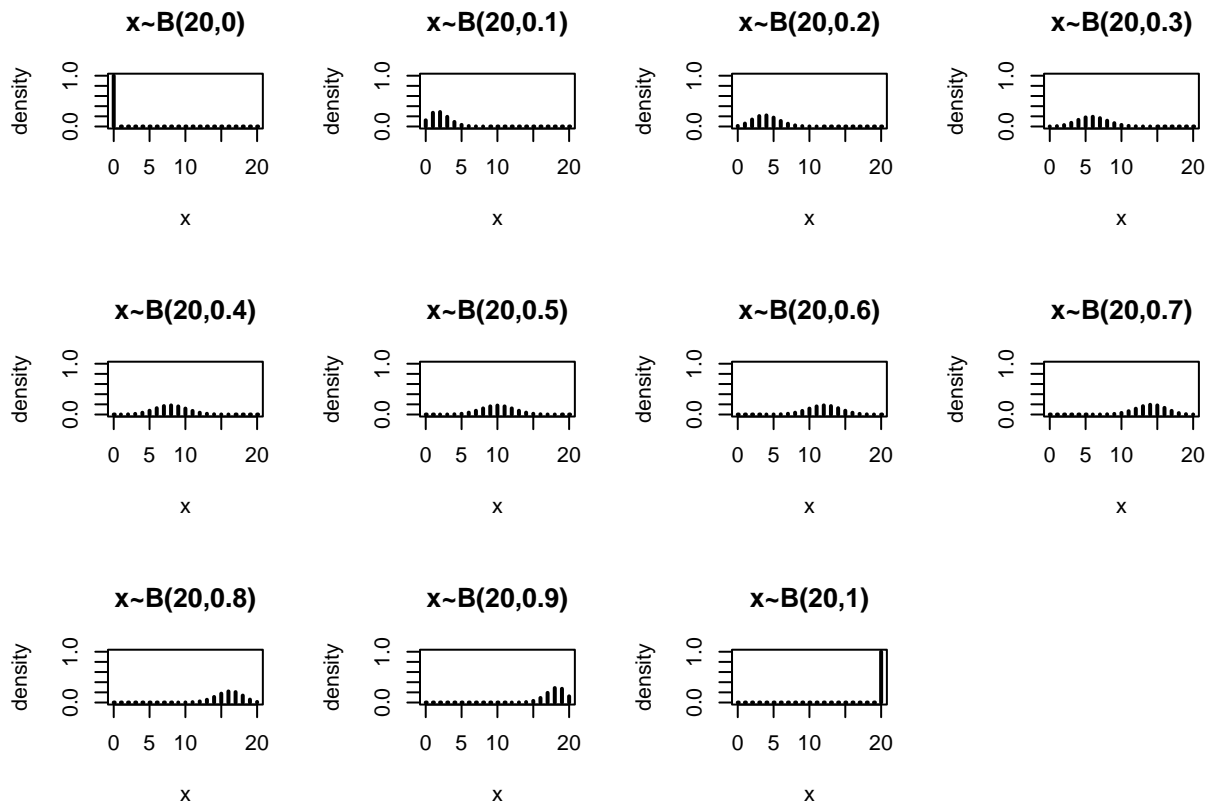 x~B(20,0)
x~B(20,0.1)
x~B(20,0.2)
x~B(20,0.3)
density
0.0 1.0
0 5 10 20
x
density
0.0 1.0
0 5 10 20
x
density
0.0 1.0
0 5 10 20
x
density
0.0 1.0
0 5 10 20
x
x~B(20,0.4)
x~B(20,0.5)
x~B(20,0.6)
x~B(20,0.7)
density
0.0 1.0
0 5 10 20
x
density
0.0 1.0
0 5 10 20
x
density
0.0 1.0
0 5 10 20
x
density
0.0 1.0
0 5 10 20
x
x~B(20,0.8)
x~B(20,0.9)
x~B(20,1)
density
0.0 1.0
0 5 10 20
x
density
0.0 1.0
0 5 10 20
x
density
0.0 1.0
0 5 10 20
x